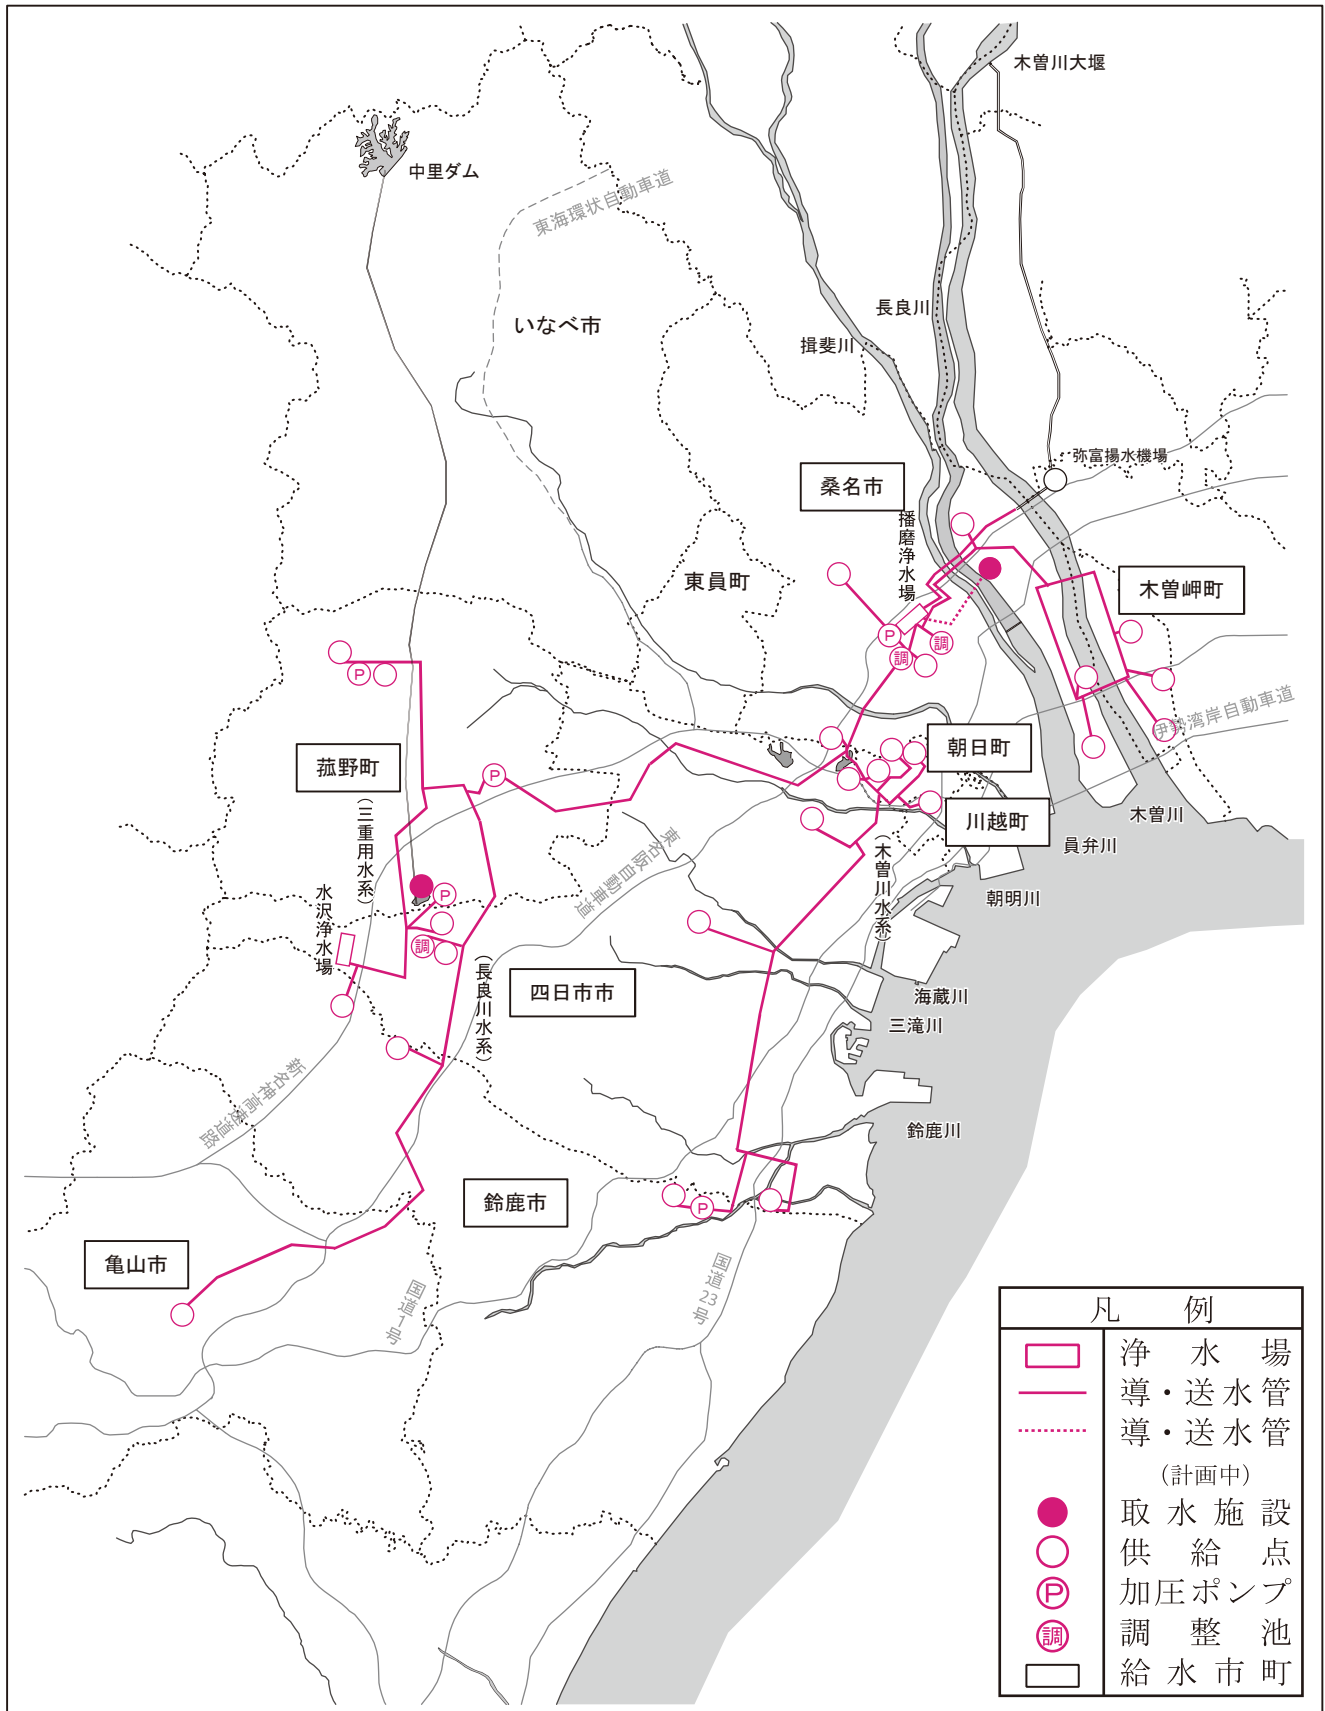 木曽川大堰
中里ダム
東海環状自動車道
いなべ市
長良川
揖斐川
弥富揚水機場
桑名市
播磨浄水場
東員町
木曽岬町
P
調
調
P
伊勢湾岸自動車道
朝日町
菰野町
P
(三重用水系)
木曽川
川越町
員弁川
東名阪自動車道
(木曽川水系)
朝明川
水沢浄水場
P
調
(長良川水系)
四日市市
海蔵川
三滝川
新名神高速道路
鈴鹿川
鈴鹿市
P
亀山市
国道1号
国道23号
凡例
浄水場
導・送水管
導・送水管
(計画中)
取水施設
供給点
P 加圧ポンプ
調 調整池
給水市町